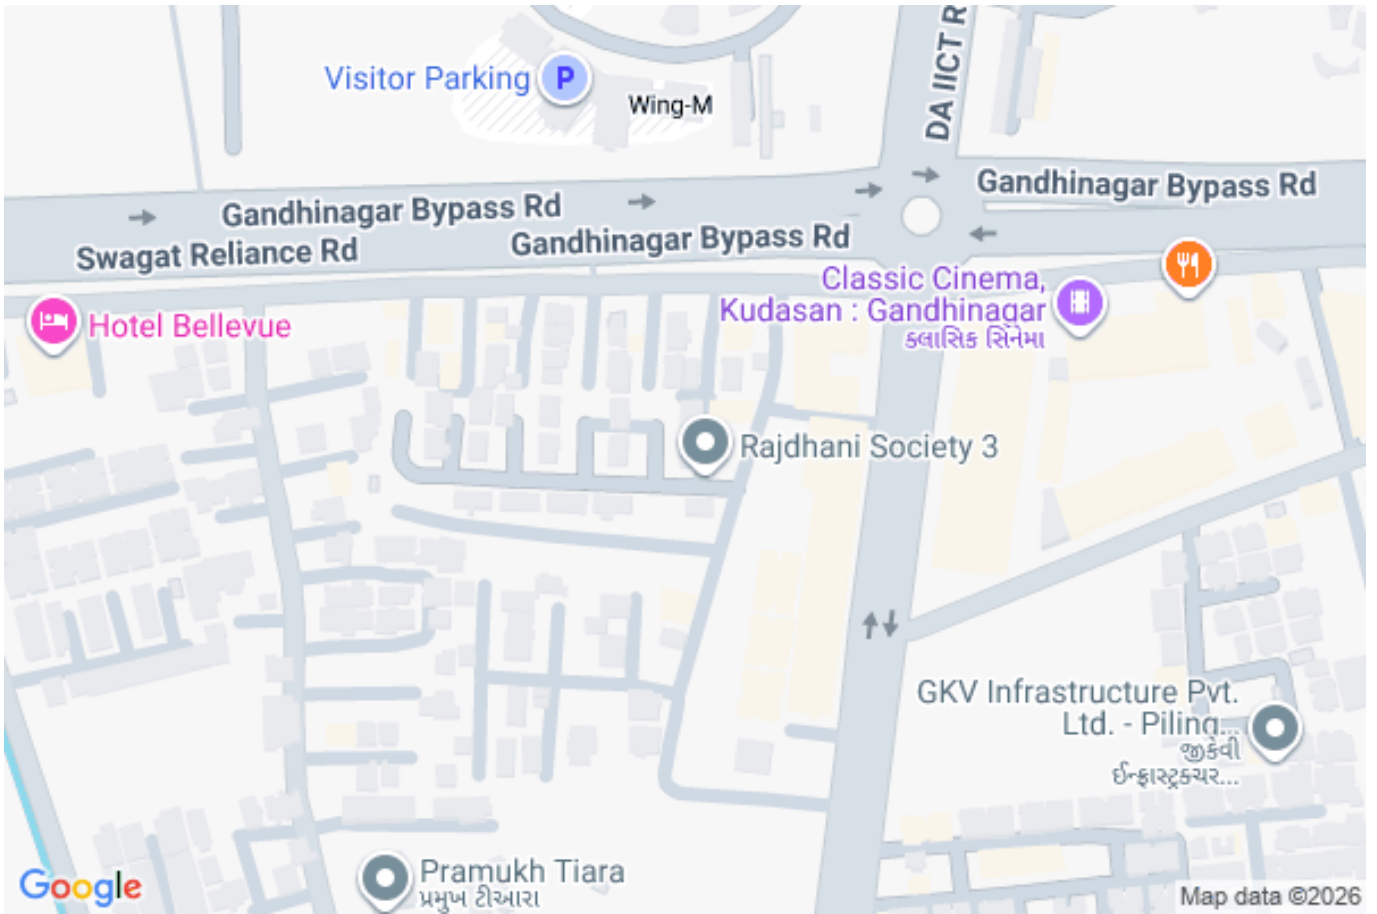 DA IICT R
Visitor Parking
P
Wing-M
Gandhinagar Bypass Rd
Gandhinagar Bypass Rd
Gandhinagar Bypass Rd
Swagat Reliance Rd
Classic Cinema,
Kudasan : Gandhinagar
ક્લાસિક સિનેમા
Hotel Bellevue
Rajdhani Society 3
GKV Infrastructure Pvt.
Ltd. - Piling...
જીકેવી
ઈન્ફ્રાસ્ટ્રક્ચર...
Pramukh Tiara
પ્રમુખ ટીઆરા
Google
Map data ©2026